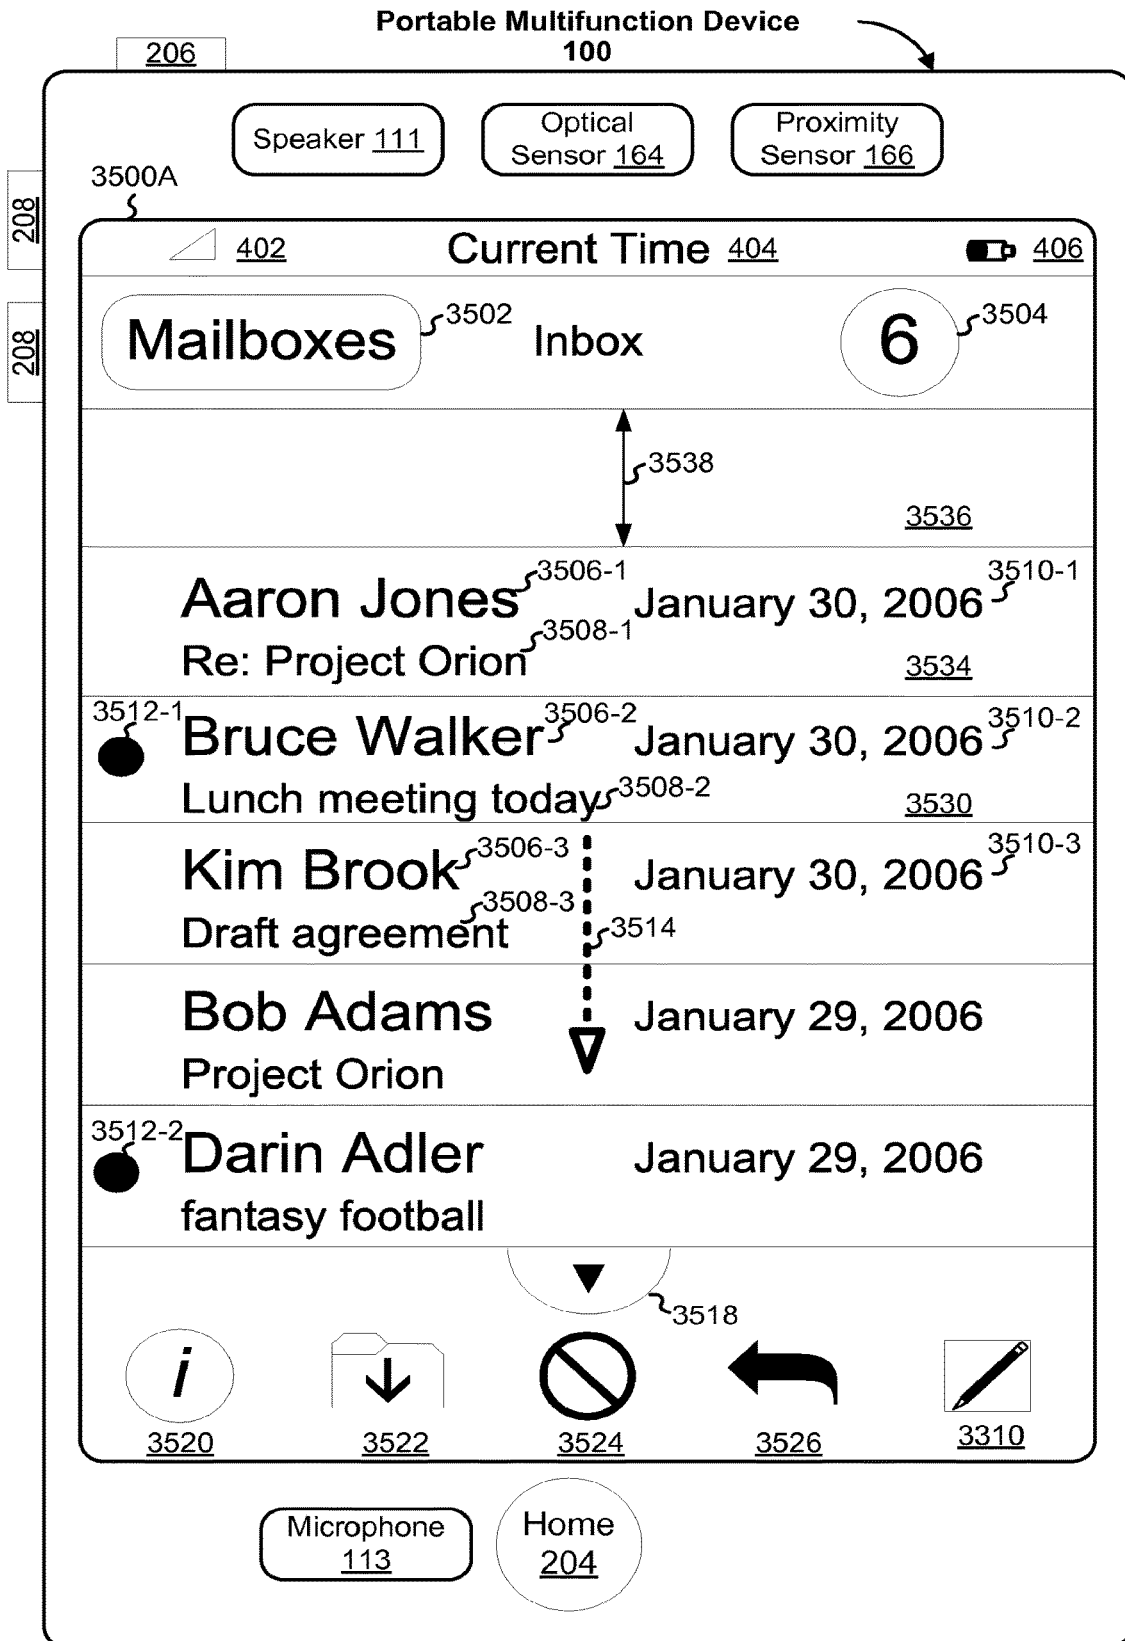 Portable Multifunction Device
100
206
Speaker 111
Optical
Sensor 164
Proximity
Sensor 166
3500A
208
208
402
Current Time 404
406
Mailboxes
3502
Inbox
6
3504
3538
3536
Aaron Jones
3506-1
January 30, 2006
3510-1
Re: Project Orion
3508-1
3534
3512-1
Bruce Walker
3506-2
January 30, 2006
3510-2
Lunch meeting today
3508-2
3530
Kim Brook
3506-3
January 30, 2006
3510-3
Draft agreement
3508-3
3514
Bob Adams
January 29, 2006
Project Orion
3512-2
Darin Adler
January 29, 2006
fantasy football
3518
i
3520
3522
3524
3526
3310
Microphone
113
Home
204